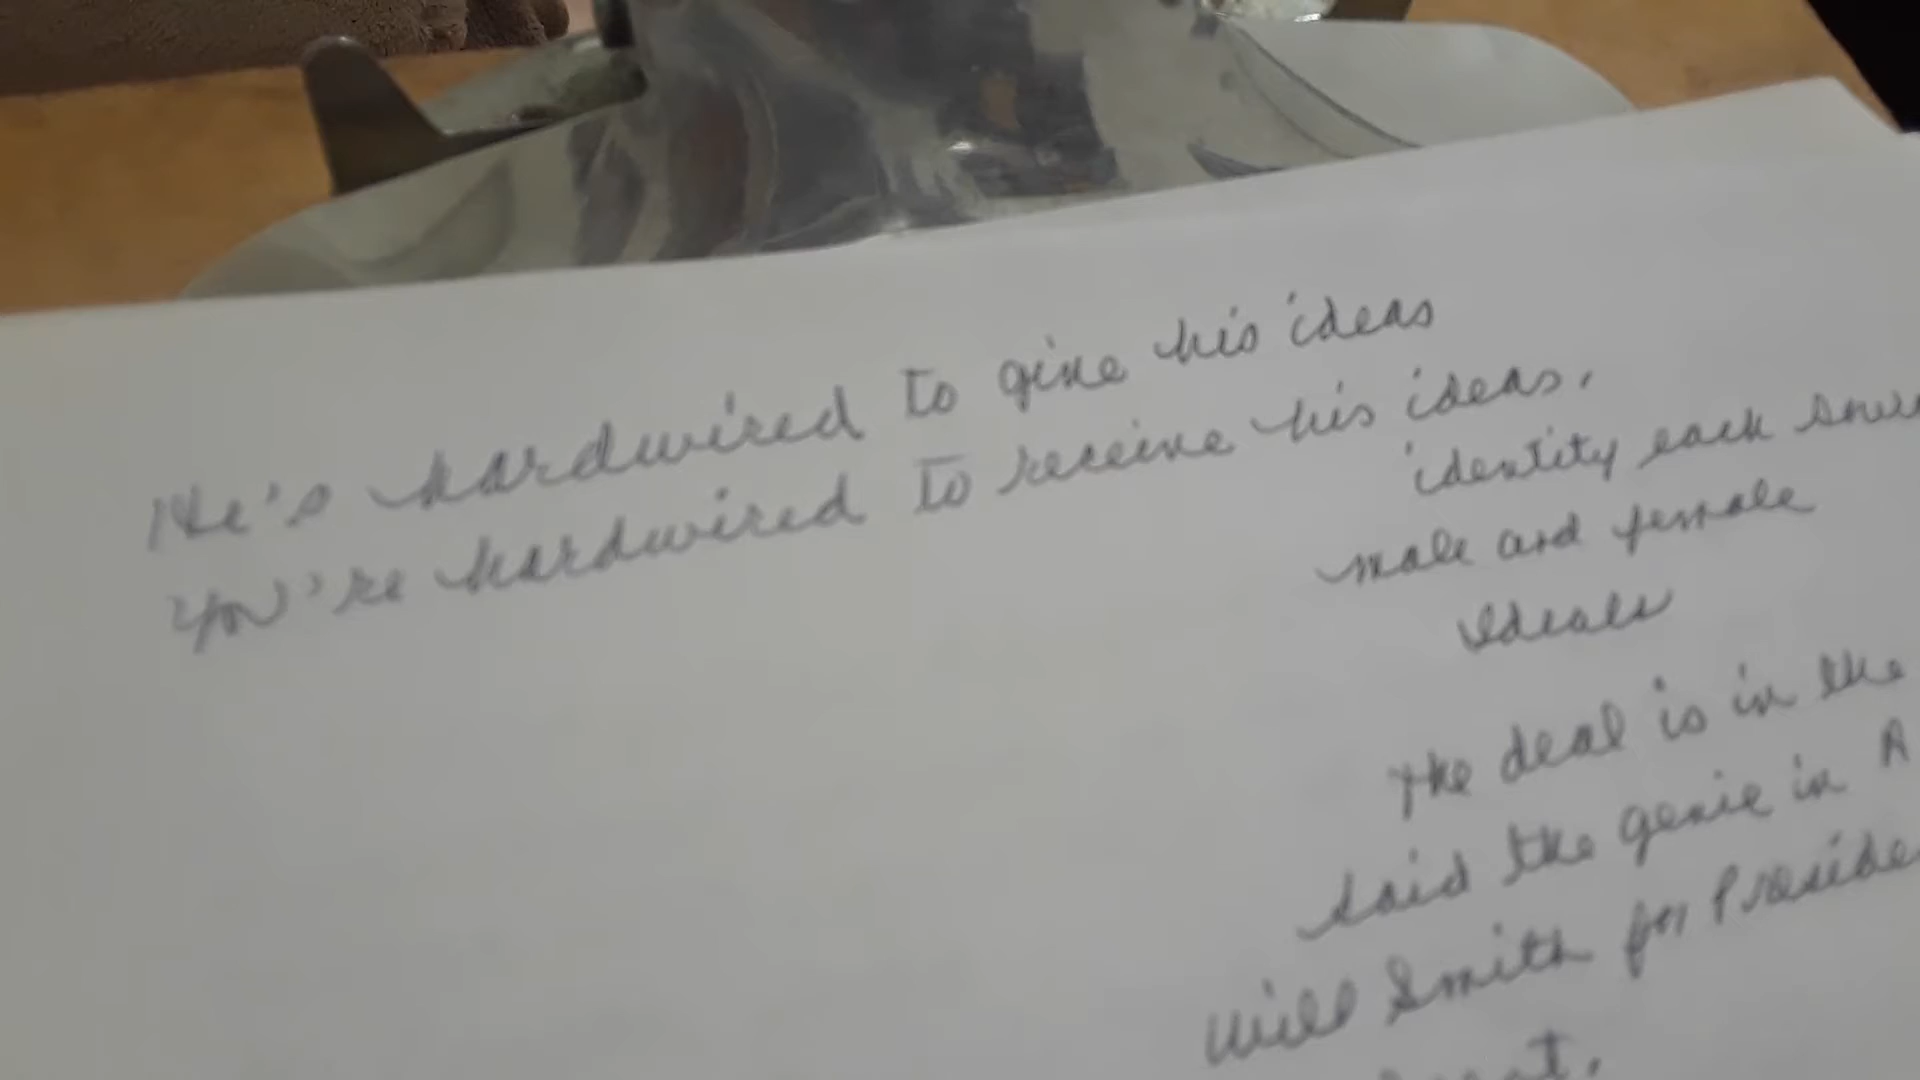 He's hardwired to give his ideas
You're hardwired to receive his ideas.
identity each
male and female
Ideals
The deal is in the
said the genie in A
Will Smith for Preside